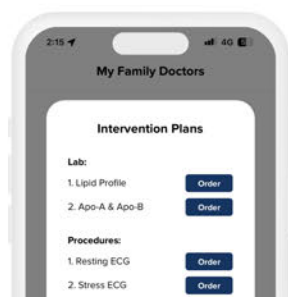 2:15 4G
My Family Doctors
Intervention Plans
Lab:
1. Lipid Profile Order
2. Apo-A & Apo-B Order
Procedures:
1. Resting ECG Order
2. Stress ECG Order